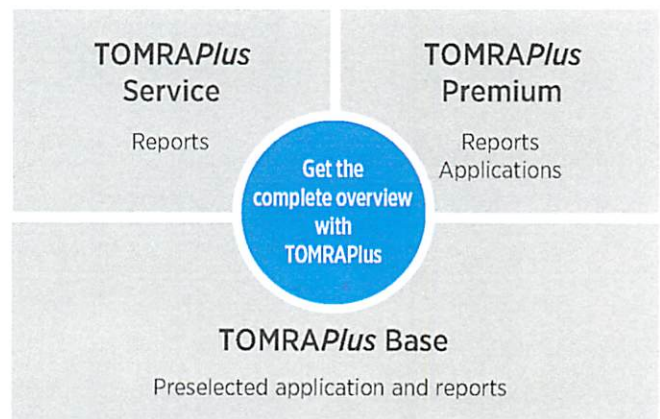 TOMRAPlus
Service
Reports
TOMRAPlus
Premium
Reports
Applications
Get the
complete overview
with
TOMRAPlus
TOMRAPlus Base
Preselected application and reports